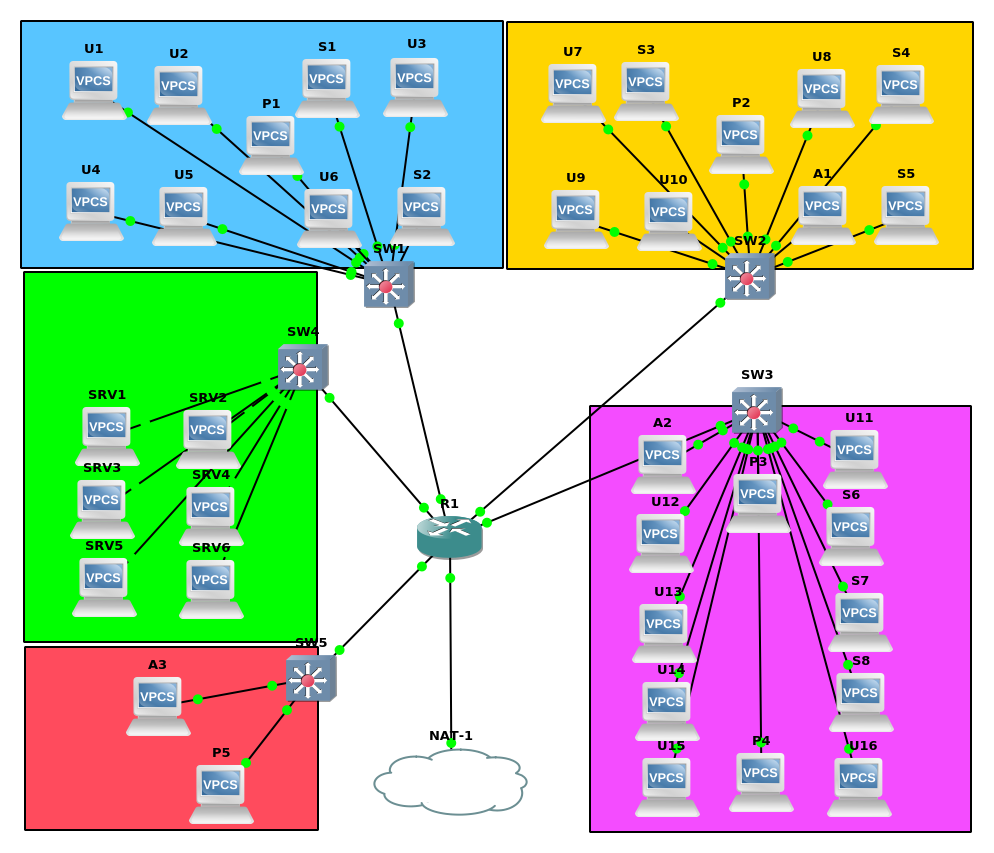 U1
VPCS
U2
VPCS
P1
VPCS
S1
VPCS
U3
VPCS
U4
VPCS
U5
VPCS
U6
VPCS
S2
VPCS
SW1
U7
VPCS
S3
VPCS
P2
VPCS
U8
VPCS
S4
VPCS
U9
VPCS
U10
VPCS
A1
VPCS
S5
VPCS
SW2
SW4
SRV1
VPCS
SRV2
VPCS
SRV3
VPCS
SRV4
VPCS
SRV5
VPCS
SRV6
VPCS
R1
SW3
A2
VPCS
P3
VPCS
U11
VPCS
U12
VPCS
S6
VPCS
U13
VPCS
S7
VPCS
U14
VPCS
S8
VPCS
U15
VPCS
P4
VPCS
U16
VPCS
SW5
A3
VPCS
P5
VPCS
NAT-1